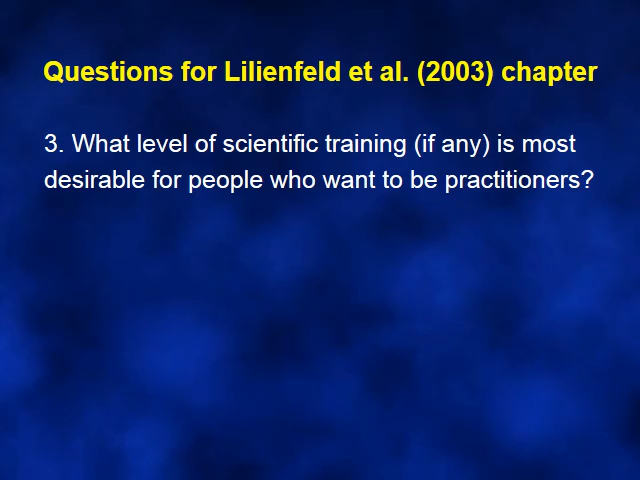 Questions for Lilienfeld et al. (2003) chapter
3. What level of scientific training (if any) is most
desirable for people who want to be practitioners?